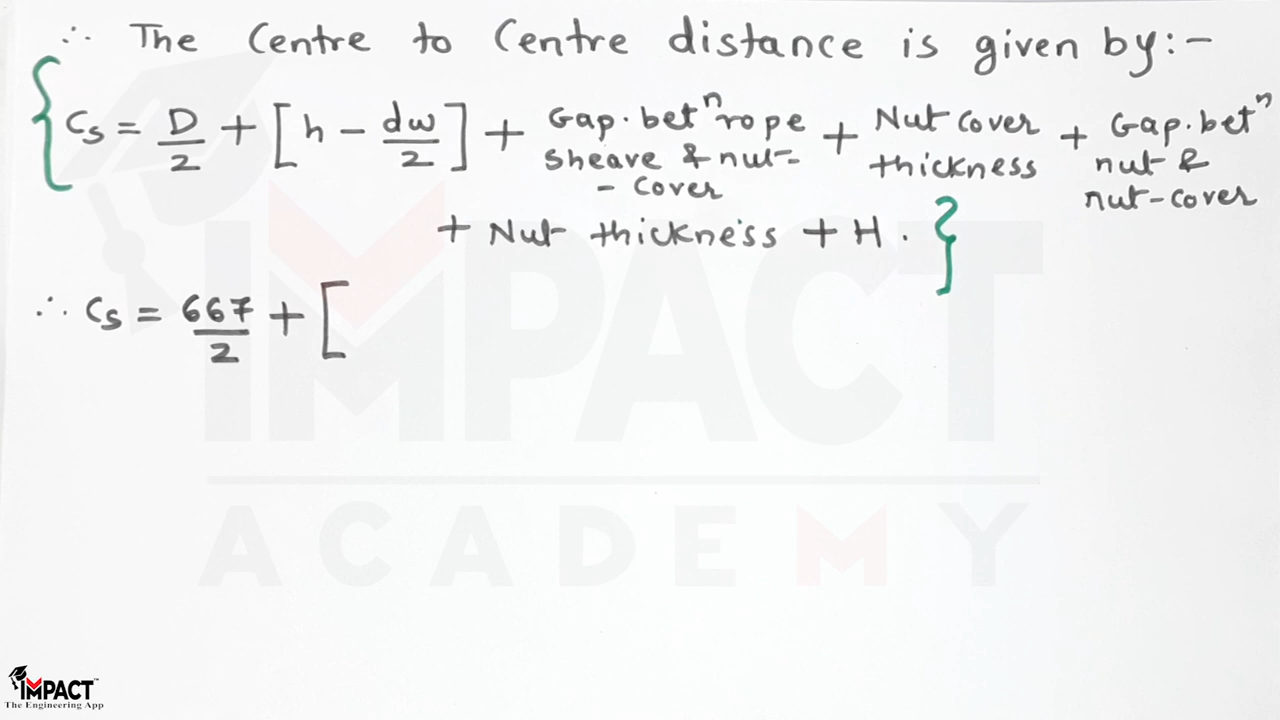 ∴ The Centre to Centre distance is given by:-
Cs = D/2 + [h - dw/2] + Gap. betⁿ rope sheave & nut- - cover + Nut cover thickness + Gap. betⁿ nut & nut-cover
+ Nut thickness + H.
∴ Cs = 667/2 + [
IMPACT
ACADEMY
IMPACT™
The Engineering App